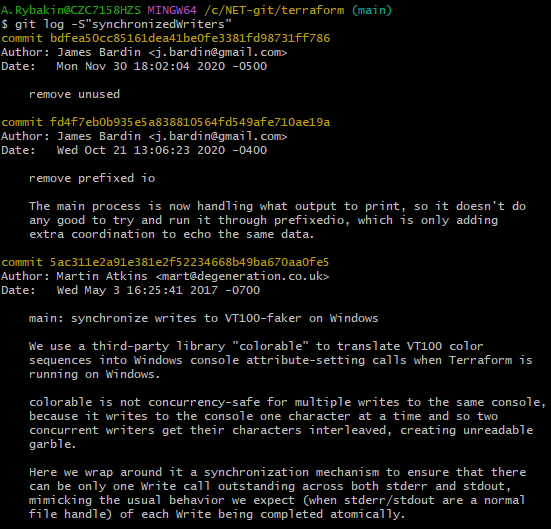 A.Rybakin@CZC7158HZS MINGW64 /c/NET-git/terraform (main)
$ git log -S"synchronizedWriters"
commit bdfea50cc85161dea41be0fe3381fd98731ff786
Author: James Bardin <j.bardin@gmail.com>
Date:   Mon Nov 30 18:02:04 2020 -0500

    remove unused

commit fd4f7eb0b935e5a838810564fd549afe710ae19a
Author: James Bardin <j.bardin@gmail.com>
Date:   Wed Oct 21 13:06:23 2020 -0400

    remove prefixed io

    The main process is now handling what output to print, so it doesn't do
    any good to try and run it through prefixedio, which is only adding
    extra coordination to echo the same data.

commit 5ac311e2a91e381e2f52234668b49ba670aa0fe5
Author: Martin Atkins <mart@degeneration.co.uk>
Date:   Wed May 3 16:25:41 2017 -0700

    main: synchronize writes to VT100-faker on Windows

    We use a third-party library "colorable" to translate VT100 color
    sequences into Windows console attribute-setting calls when Terraform is
    running on Windows.

    colorable is not concurrency-safe for multiple writes to the same console,
    because it writes to the console one character at a time and so two
    concurrent writers get their characters interleaved, creating unreadable
    garble.

    Here we wrap around it a synchronization mechanism to ensure that there
    can be only one Write call outstanding across both stderr and stdout,
    mimicking the usual behavior we expect (when stderr/stdout are a normal
    file handle) of each Write being completed atomically.